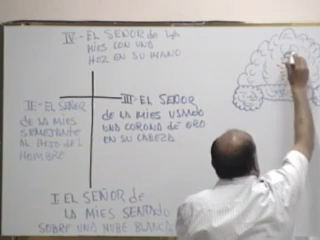 IV- EL SEÑOR de LA
MIES CON UNA
HOZ EN SU MANO
II- EL SEÑOR
DE LA MIES
SEMEJANTE
AL HIJO del
HOMBRE
III- EL SEÑOR
DE LA MIES USANDO
UNA CORONA DE ORO
EN SU CABEZA
I EL SEÑOR de
LA MIES SENTADO
SOBRE UNA NUBE BLANCA